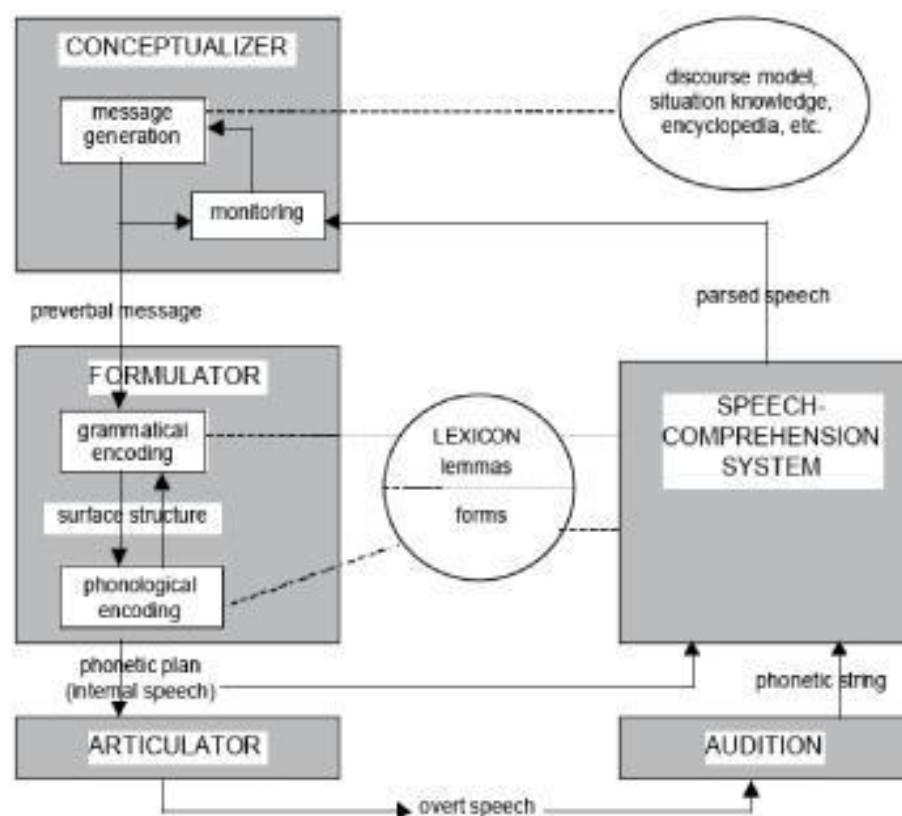 CONCEPTUALIZER
message
generation
monitoring
discourse model,
situation knowledge,
encyclopedia, etc.
preverbal message
parsed speech
FORMULATOR
grammatical
encoding
surface structure
phonological
encoding
LEXICON
lemmas
forms
SPEECH-
COMPREHENSION
SYSTEM
phonetic plan
(internal speech)
phonetic string
ARTICULATOR
AUDITION
overt speech